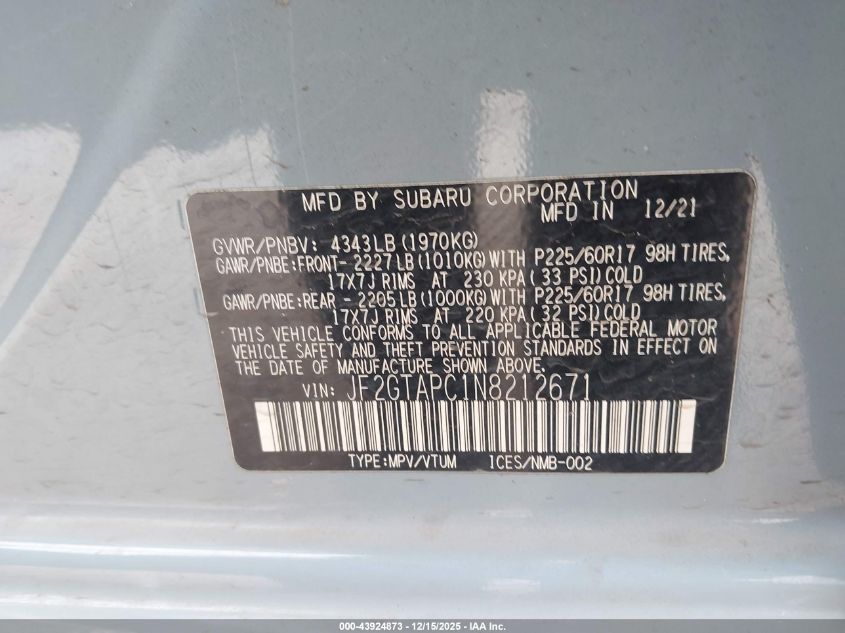 MFD BY SUBARU CORPORATION
MFD IN 12/21
GVWR/PNBV: 4343LB (1970KG)
GAWR/PNBE:FRONT- 2227LB (1010KG) WITH P225/60R17 98H TIRES,
17X7J RIMS AT 230 KPA (33 PSI) COLD
GAWR/PNBE:REAR - 2205LB (1000KG) WITH P225/60R17 98H TIRES,
17X7J RIMS AT 220 KPA (32 PSI) COLD
THIS VEHICLE CONFORMS TO ALL APPLICABLE FEDERAL MOTOR
VEHICLE SAFETY AND THEFT PREVENTION STANDARDS IN EFFECT ON
THE DATE OF MANUFACTURE SHOWN ABOVE.
VIN: JF2GTAPC1N8212671
TYPE:MPV/VTUM ICES/NMB-002
000-43924873 - 12/15/2025 - IAA Inc.